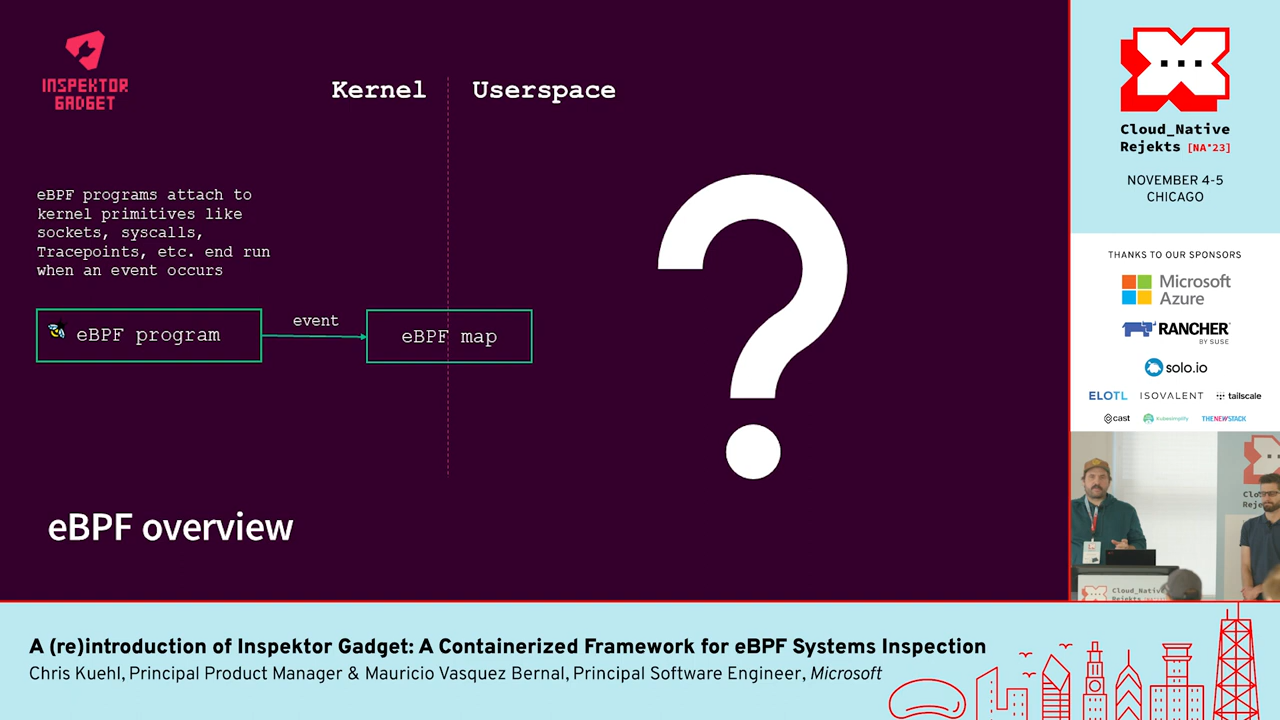 INSPEKTOR
GADGET
Kernel
Userspace
eBPF programs attach to
kernel primitives like
sockets, syscalls,
Tracepoints, etc. end run
when an event occurs
eBPF program
event
eBPF map
eBPF overview
Cloud_Native
Rejekts [NA'23]
NOVEMBER 4-5
CHICAGO
THANKS TO OUR SPONSORS
Microsoft
Azure
RANCHER
BY SUSE
solo.io
ELOTL ISOVALENT tailscale
cast Kubesimplify THENEWSTACK
Cloud_Native
A (re)introduction of Inspektor Gadget: A Containerized Framework for eBPF Systems Inspection
Chris Kuehl, Principal Product Manager & Mauricio Vasquez Bernal, Principal Software Engineer, Microsoft